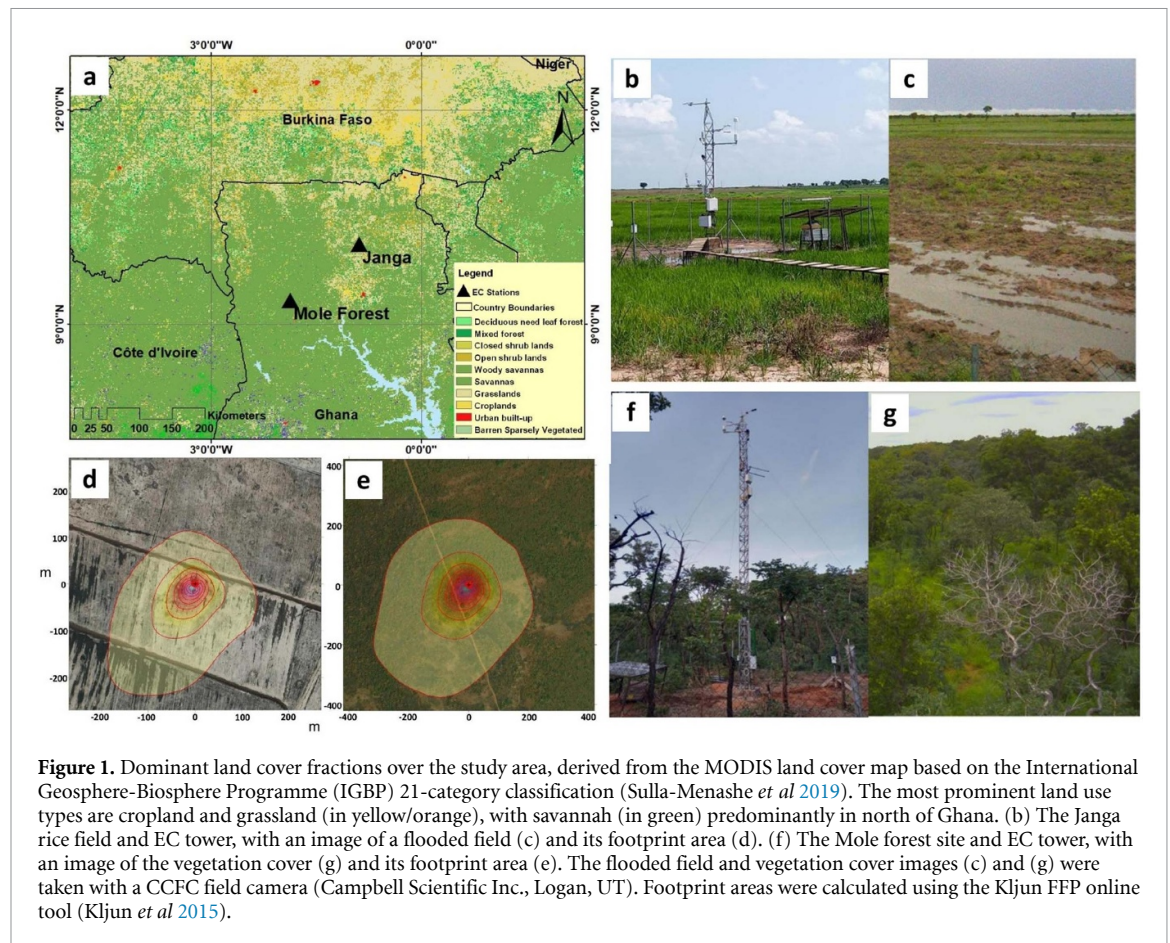 3°0'0"W
0°0'0"
a
Niger
N
12°0'0"N
12°0'0"N
Burkina Faso
Janga
Mole Forest
9°0'0"N
9°0'0"N
Côte d'Ivoire
Ghana
Kilometers
0 25 50 100 150 200
3°0'0"W
0°0'0"
Legend
EC Stations
Country Boundaries
Deciduous need leaf forest
Mixed forest
Closed shrub lands
Open shrub lands
Woody savannas
Savannas
Grasslands
Croplands
Urban built-up
Barren Sparsely Vegetated
b
c
d
200
100
m
0
-100
-200
-200 -100 0 100 200
m
e
400
200
0
-200
-400
-400 -200 0 200 400
f
g
Figure 1. Dominant land cover fractions over the study area, derived from the MODIS land cover map based on the International
Geosphere-Biosphere Programme (IGBP) 21-category classification (Sulla-Menashe et al 2019). The most prominent land use
types are cropland and grassland (in yellow/orange), with savannah (in green) predominantly in north of Ghana. (b) The Janga
rice field and EC tower, with an image of a flooded field (c) and its footprint area (d). (f) The Mole forest site and EC tower, with
an image of the vegetation cover (g) and its footprint area (e). The flooded field and vegetation cover images (c) and (g) were
taken with a CCFC field camera (Campbell Scientific Inc., Logan, UT). Footprint areas were calculated using the Kljun FFP online
tool (Kljun et al 2015).